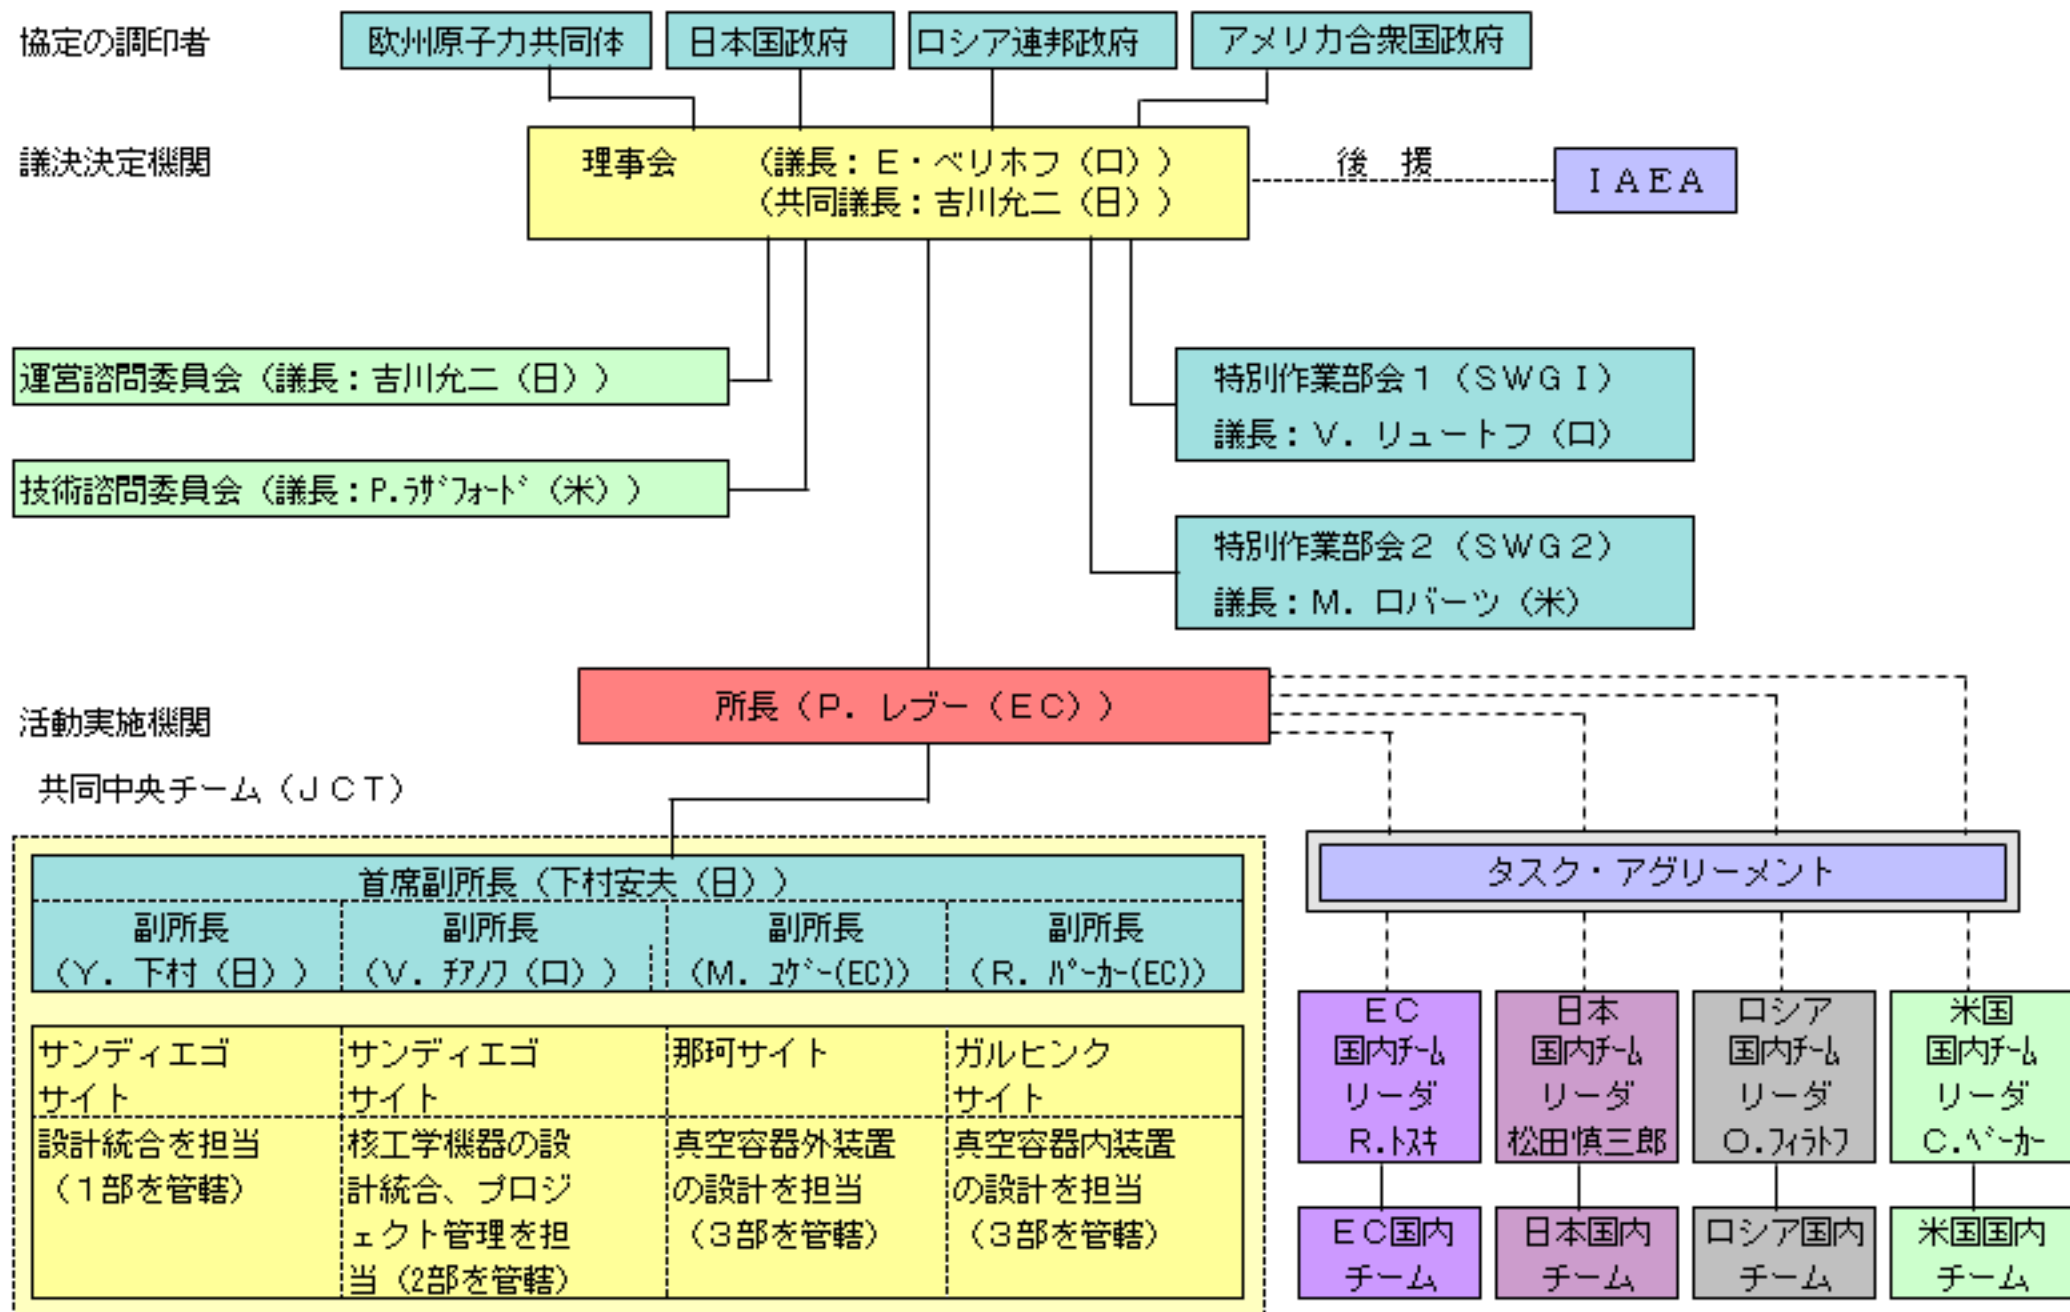 協定の調印者
欧州原子力共同体
日本国政府
ロシア連邦政府
アメリカ合衆国政府
議決決定機関
理事会 (議長:E・ベリホフ(ロ))
(共同議長:吉川允二(日))
後 援
IAEA
運営諮問委員会(議長:吉川允二(日))
技術諮問委員会(議長:P.ラザフォード(米))
特別作業部会1(SWGI)
議長:V.リュートフ(ロ)
特別作業部会2(SWG2)
議長:M.ロバーツ(米)
所長(P.レブー(EC))
活動実施機関
共同中央チーム(JCT)
首席副所長(下村安夫(日))
副所長
(Y.下村(日))
副所長
(V.チアノフ(ロ))
副所長
(M.ユゲー(EC))
副所長
(R.パーカー(EC))
サンディエゴ
サイト
サンディエゴ
サイト
那珂サイト
ガルヒンク
サイト
設計統合を担当
(1部を管轄)
核工学機器の設
計統合、プロジ
ェクト管理を担
当(2部を管轄)
真空容器外装置
の設計を担当
(3部を管轄)
真空容器内装置
の設計を担当
(3部を管轄)
タスク・アグリーメント
EC
国内チーム
リーダ
R.トスキ
日本
国内チーム
リーダ
松田慎三郎
ロシア
国内チーム
リーダ
O.フィラトフ
米国
国内チーム
リーダ
C.ベーカー
EC国内
チーム
日本国内
チーム
ロシア国内
チーム
米国国内
チーム